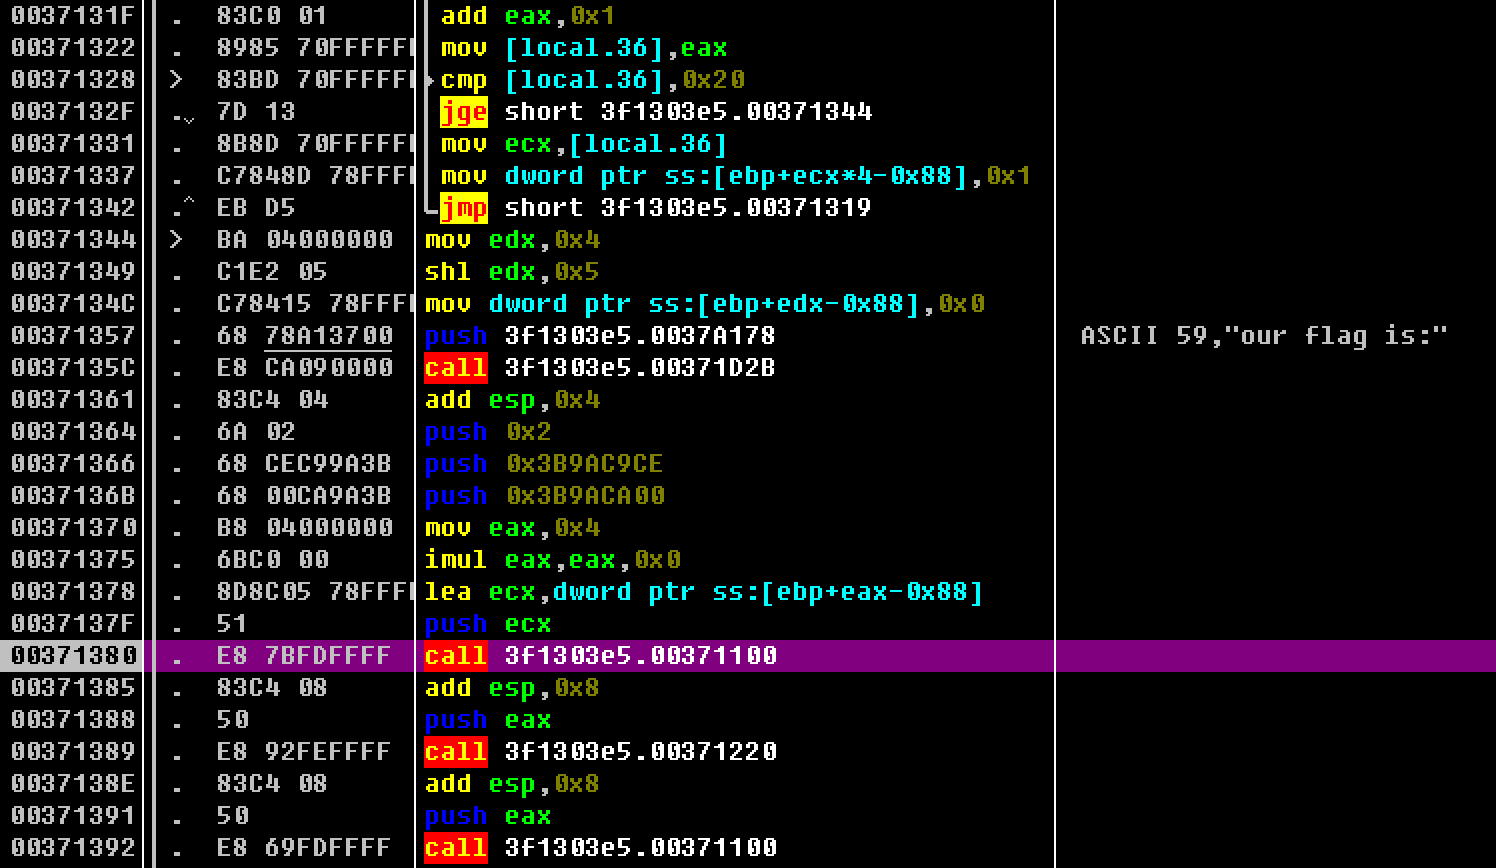 0037131F . 83C0 01 add eax,0x1
00371322 . 8985 70FFFFF mov [local.36],eax
00371328 > 83BD 70FFFFF cmp [local.36],0x20
0037132F . 7D 13 jge short 3f1303e5.00371344
00371331 . 8B8D 70FFFFF mov ecx,[local.36]
00371337 . C7848D 78FFF mov dword ptr ss:[ebp+ecx*4-0x88],0x1
00371342 .^ EB D5 jmp short 3f1303e5.00371319
00371344 > BA 04000000 mov edx,0x4
00371349 . C1E2 05 shl edx,0x5
0037134C . C78415 78FFF mov dword ptr ss:[ebp+edx-0x88],0x0
00371357 . 68 78A13700 push 3f1303e5.0037A178 ASCII 59,"our flag is:"
0037135C . E8 CA090000 call 3f1303e5.00371D2B
00371361 . 83C4 04 add esp,0x4
00371364 . 6A 02 push 0x2
00371366 . 68 CEC99A3B push 0x3B9AC9CE
0037136B . 68 00CA9A3B push 0x3B9ACA00
00371370 . B8 04000000 mov eax,0x4
00371375 . 6BC0 00 imul eax,eax,0x0
00371378 . 8D8C05 78FFF lea ecx,dword ptr ss:[ebp+eax-0x88]
0037137F . 51 push ecx
00371380 . E8 7BFDFFFF call 3f1303e5.00371100
00371385 . 83C4 08 add esp,0x8
00371388 . 50 push eax
00371389 . E8 92FEFFFF call 3f1303e5.00371220
0037138E . 83C4 08 add esp,0x8
00371391 . 50 push eax
00371392 . E8 69FDFFFF call 3f1303e5.00371100